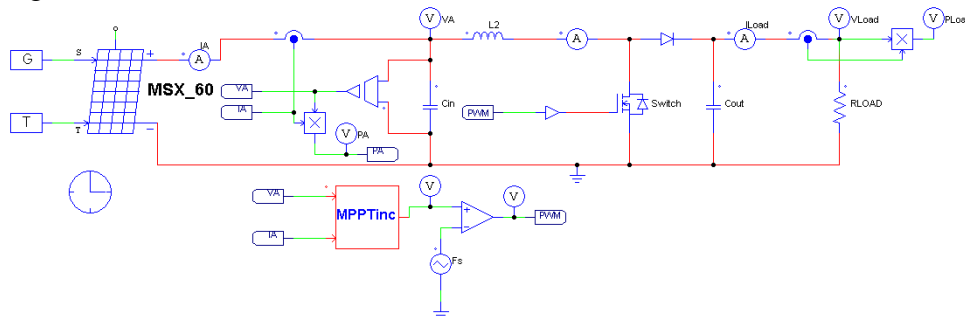 V VA V VLoad V PLoa
G S + IA A L2 A ILoad A
MSX_60
VA Cin Switch Cout RLOAD
IA PWM
T T − V PA
PA
VA V V
MPPTinc + PWM
IA −
Fs